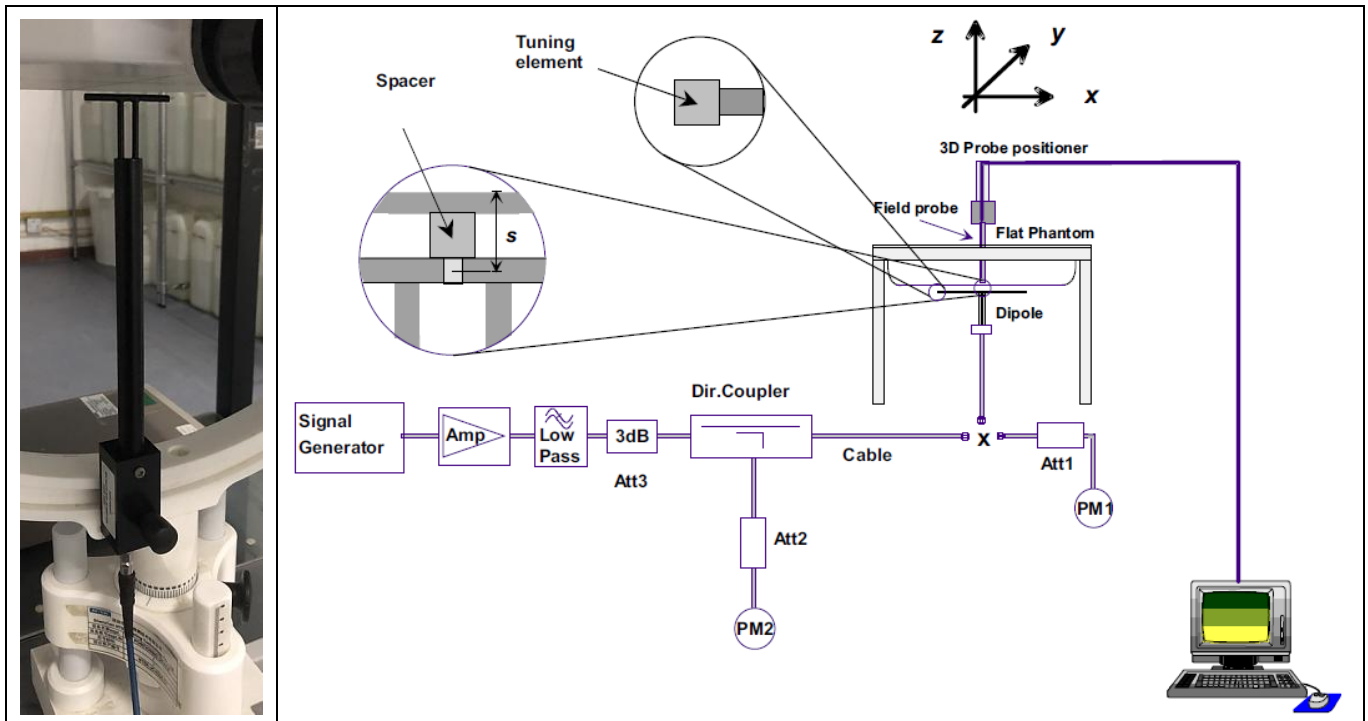 Tuning
element
Spacer
s
z
y
x
3D Probe positioner
Field probe
Flat Phantom
Dipole
Dir.Coupler
Signal
Generator
Amp
Low
Pass
3dB
Att3
Cable
x
Att1
PM1
Att2
PM2